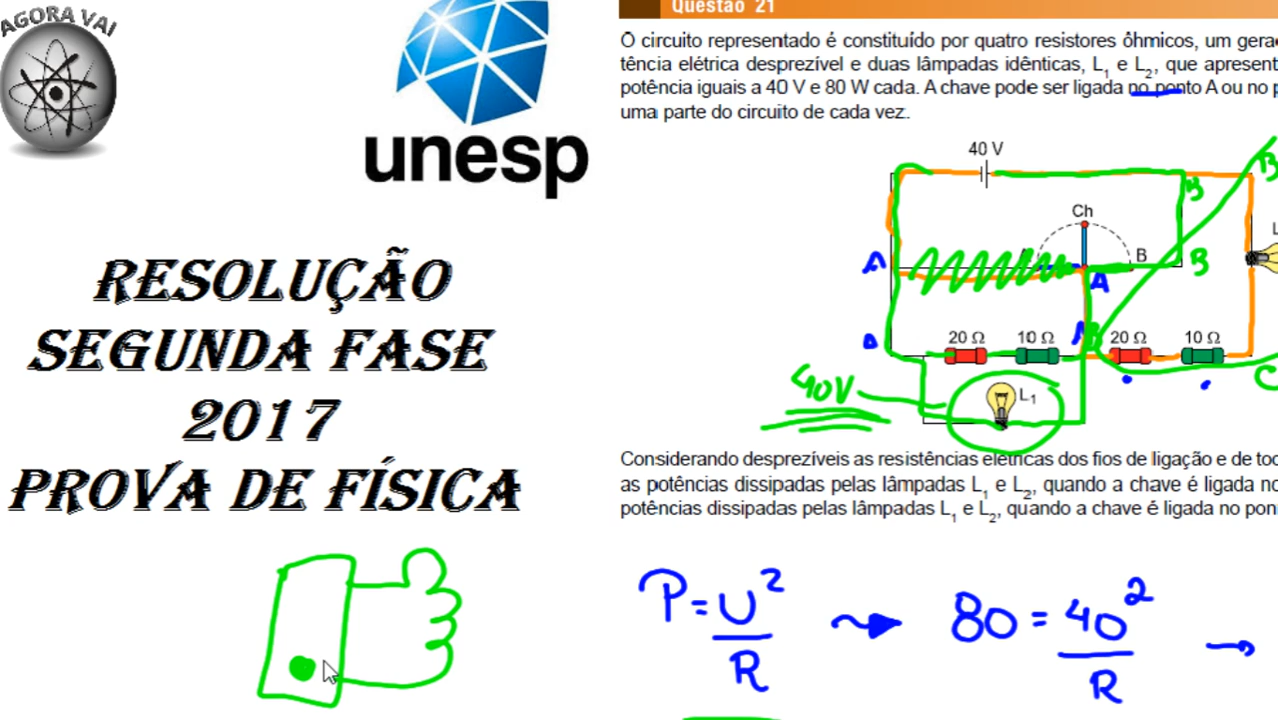 AGORA VAI
unesp
RESOLUÇÃO
SEGUNDA FASE
2017
PROVA DE FÍSICA
Questão 21
O circuito representado é constituído por quatro resistores ôhmicos, um gera
tência elétrica desprezível e duas lâmpadas idênticas, L1 e L2, que apresent
potência iguais a 40 V e 80 W cada. A chave pode ser ligada no ponto A ou no p
uma parte do circuito de cada vez.
40 V
B
B
Ch
A
B
B
L
A
A
A
20 Ω 10 Ω
20 Ω 10 Ω
C
40V
L1
Considerando desprezíveis as resistências elétricas dos fios de ligação e de to
as potências dissipadas pelas lâmpadas L1 e L2, quando a chave é ligada no
potências dissipadas pelas lâmpadas L1 e L2, quando a chave é ligada no pon
P = U²/R → 80 = 40²/R →